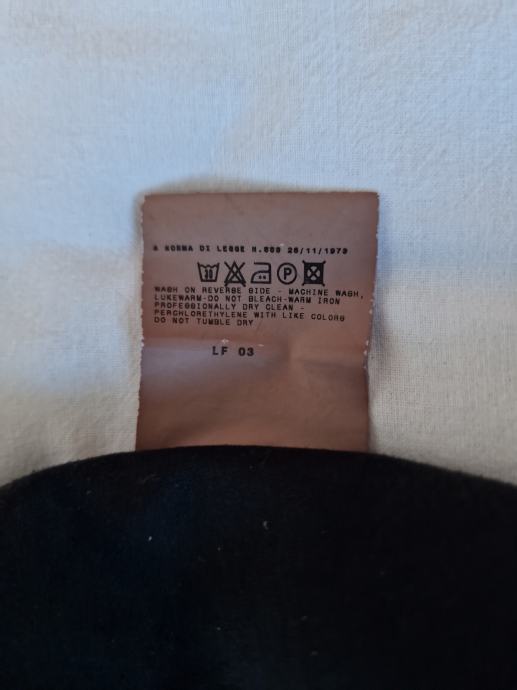 A NORMA DI LEGGE N.883 26/11/1973
30 P
WASH ON REVERSE SIDE - MACHINE WASH,
LUKEWARM-DO NOT BLEACH-WARM IRON
PROFESSIONALLY DRY CLEAN -
PERCHLORETHYLENE WITH LIKE COLORS
DO NOT TUMBLE DRY
LF 03